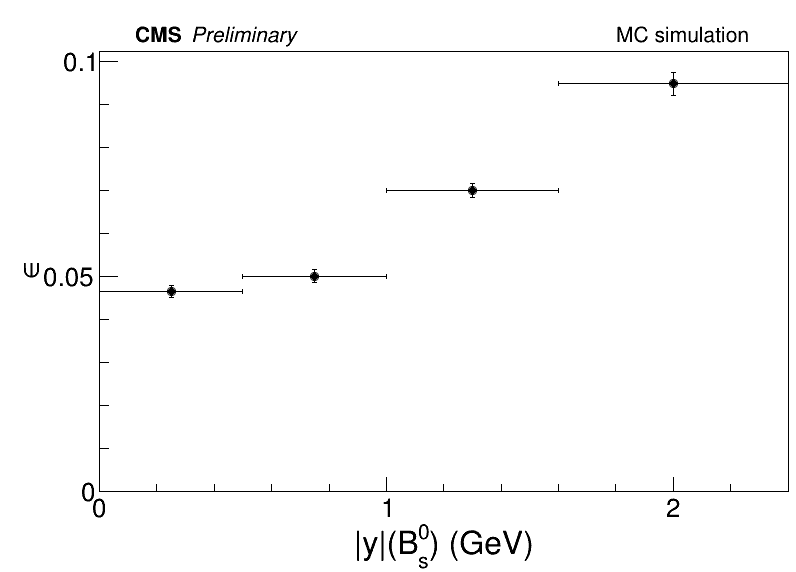 CMS Preliminary MC simulation
0.1
∈ 0.05
0
0 1 2
|y|(B⁰ₛ) (GeV)